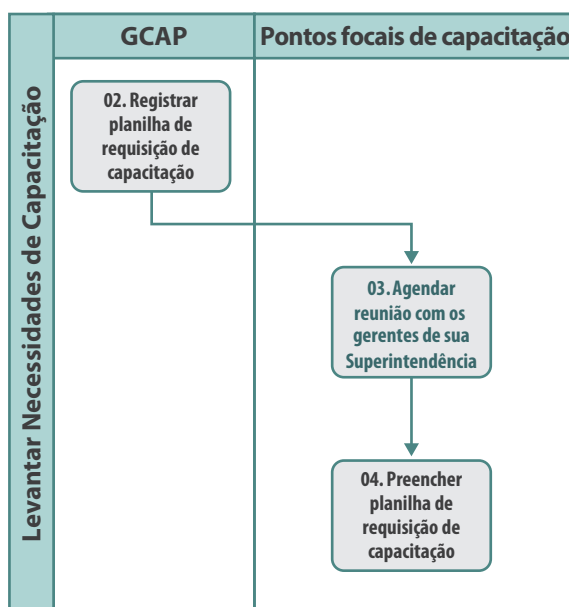 Levantar Necessidades de Capacitação
GCAP
Pontos focais de capacitação
02. Registrar
planilha de
requisição de
capacitação
03. Agendar
reunião com os
gerentes de sua
Superintendência
04. Preencher
planilha de
requisição de
capacitação